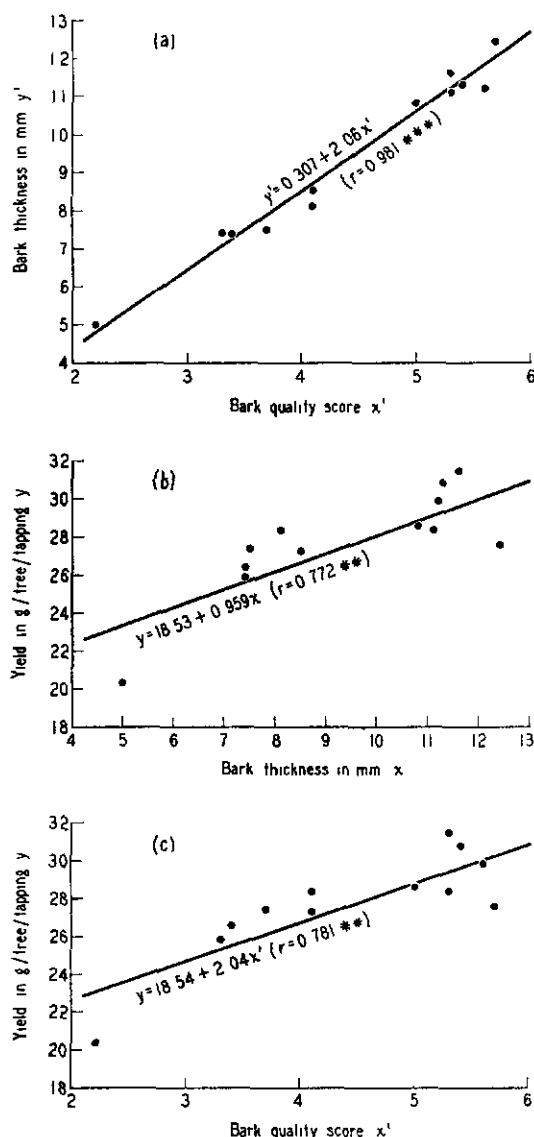 (a)
13
12
11
10
9
8
7
6
5
4
Bark thickness in mm y'
y'= 0 307 + 2 06x'
(r = 0 981 ***)
2 3 4 5 6
Bark quality score x'
(b)
32
30
28
26
24
22
20
18
Yield in g/tree/tapping y
y = 18 53 + 0 959x (r = 0 772 **)
4 5 6 7 8 9 10 11 12 13
Bark thickness in mm x
(c)
32
30
28
26
24
22
20
18
Yield in g/tree/tapping y
y = 18 54 + 2 04x' (r = 0 781 **)
2 3 4 5 6
Bark quality score x'